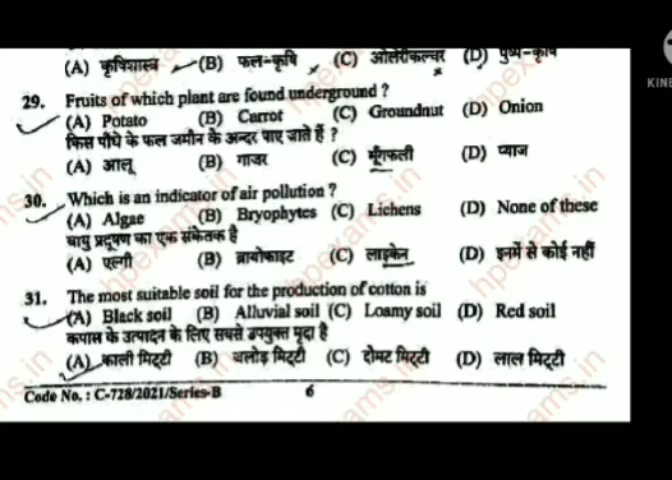 (A) कृषिशास्त्र (B) फल-कृषि (C) ओलेरीकल्चर (D) पुष्प-कृषि
29. Fruits of which plant are found underground ?
(A) Potato (B) Carrot (C) Groundnut (D) Onion
किस पौधे के फल जमीन के अन्दर पाए जाते हैं ?
(A) आलू (B) गाजर (C) मूँगफली (D) प्याज
30. Which is an indicator of air pollution ?
(A) Algae (B) Bryophytes (C) Lichens (D) None of these
वायु प्रदूषण का एक संकेतक है
(A) एल्गी (B) ब्रायोफाइट (C) लाइकेन (D) इनमें से कोई नहीं
31. The most suitable soil for the production of cotton is
(A) Black soil (B) Alluvial soil (C) Loamy soil (D) Red soil
कपास के उत्पादन के लिए सबसे उपयुक्त मृदा है
(A) काली मिट्टी (B) चलोढ़ मिट्टी (C) दोमट मिट्टी (D) लाल मिट्टी
Code No. : C-728/2021/Series-B 6
hpexams.in
KINE